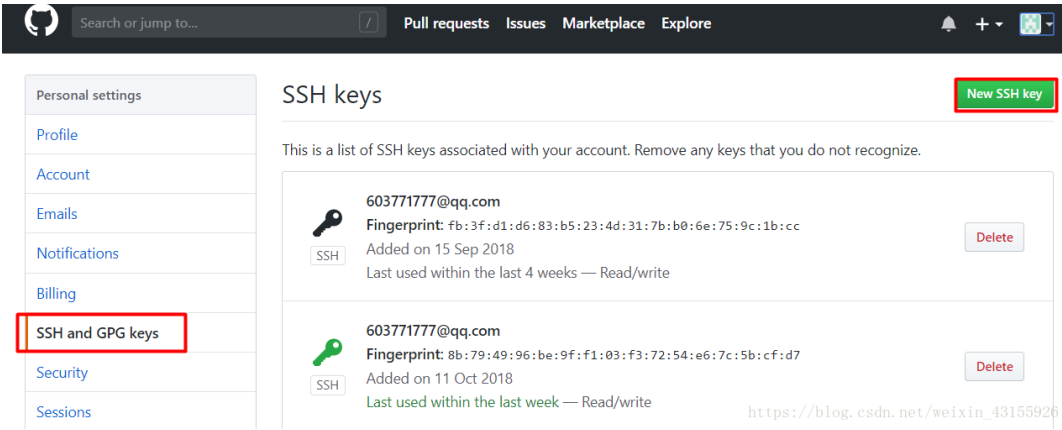 Search or jump to... / Pull requests Issues Marketplace Explore
Personal settings
Profile
Account
Emails
Notifications
Billing
SSH and GPG keys
Security
Sessions
SSH keys
New SSH key
This is a list of SSH keys associated with your account. Remove any keys that you do not recognize.
603771777@qq.com
Fingerprint: fb:3f:d1:d6:83:b5:23:4d:31:7b:b0:6e:75:9c:1b:cc
SSH
Added on 15 Sep 2018
Last used within the last 4 weeks — Read/write
Delete
603771777@qq.com
Fingerprint: 8b:79:49:96:be:9f:f1:03:f3:72:54:e6:7c:5b:cf:d7
SSH
Added on 11 Oct 2018
Last used within the last week — Read/write
Delete
https://blog.csdn.net/weixin_43155926